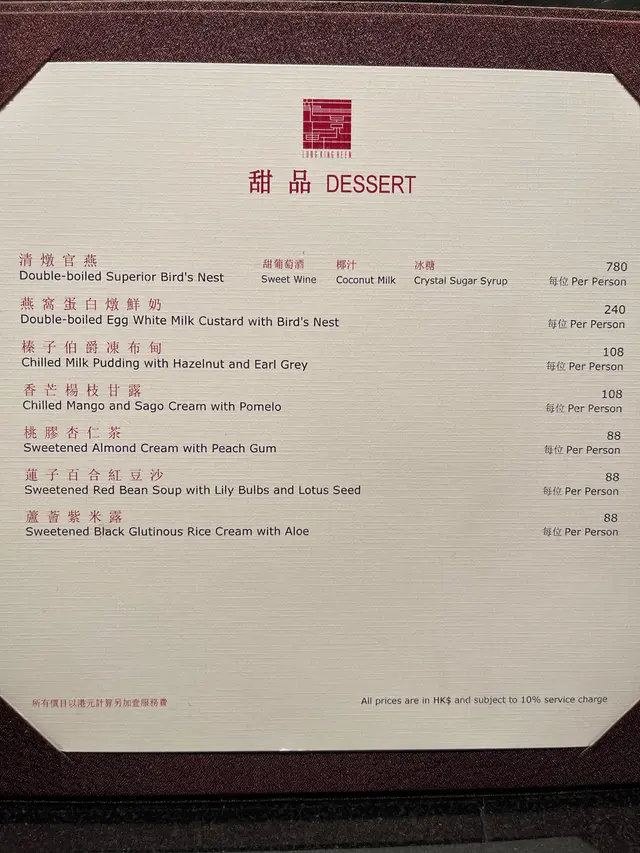 龍景軒
LUNG KING HEEN
甜品 DESSERT
清燉官燕 甜葡萄酒 椰汁 冰糖 780
Double-boiled Superior Bird's Nest Sweet Wine Coconut Milk Crystal Sugar Syrup 每位 Per Person
燕窩蛋白燉鮮奶 240
Double-boiled Egg White Milk Custard with Bird's Nest 每位 Per Person
榛子伯爵凍布甸 108
Chilled Milk Pudding with Hazelnut and Earl Grey 每位 Per Person
香芒楊枝甘露 108
Chilled Mango and Sago Cream with Pomelo 每位 Per Person
桃膠杏仁茶 88
Sweetened Almond Cream with Peach Gum 每位 Per Person
蓮子百合紅豆沙 88
Sweetened Red Bean Soup with Lily Bulbs and Lotus Seed 每位 Per Person
蘆薈紫米露 88
Sweetened Black Glutinous Rice Cream with Aloe 每位 Per Person
所有價目以港元計算另加壹服務費 All prices are in HK$ and subject to 10% service charge